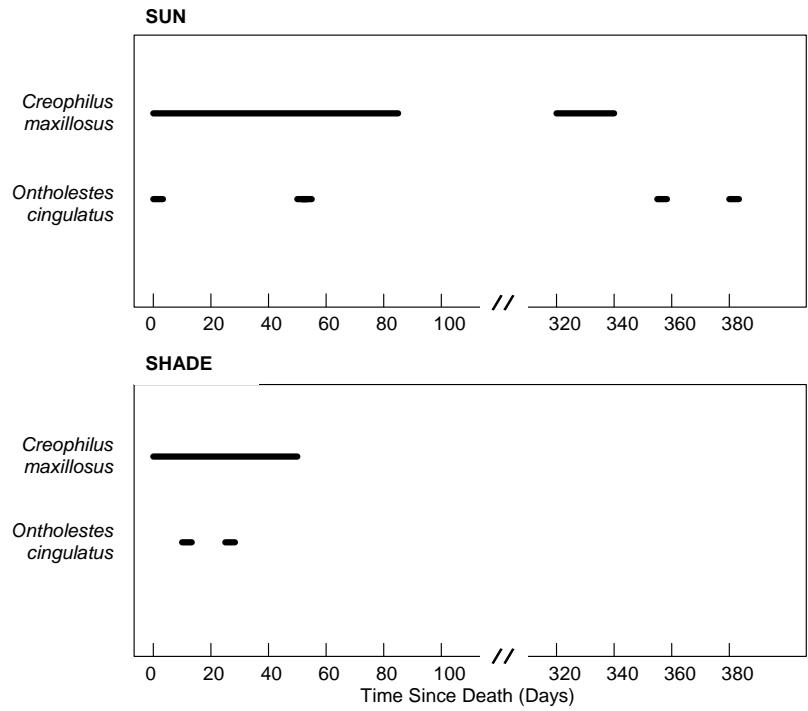 SUN
Creophilus
maxillosus
Ontholestes
cingulatus
0 20 40 60 80 100 // 320 340 360 380
SHADE
Creophilus
maxillosus
Ontholestes
cingulatus
0 20 40 60 80 100 // 320 340 360 380
Time Since Death (Days)